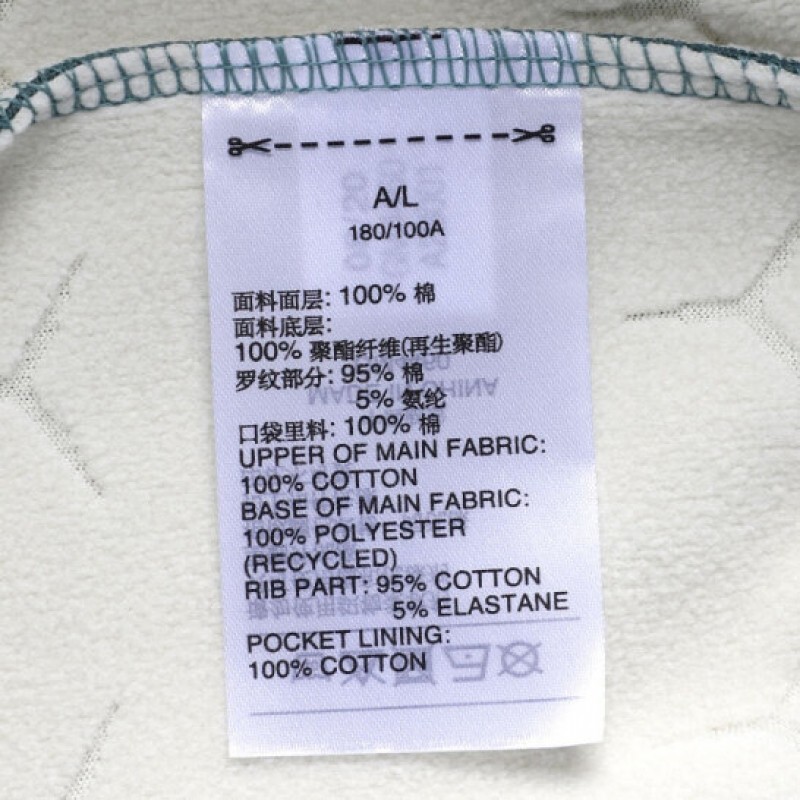 A/L
180/100A
面料面层: 100% 棉
面料底层:
100% 聚酯纤维(再生聚酯)
罗纹部分: 95% 棉
5% 氨纶
口袋里料: 100% 棉
UPPER OF MAIN FABRIC:
100% COTTON
BASE OF MAIN FABRIC:
100% POLYESTER
(RECYCLED)
RIB PART: 95% COTTON
5% ELASTANE
POCKET LINING:
100% COTTON
MADE IN CHINA